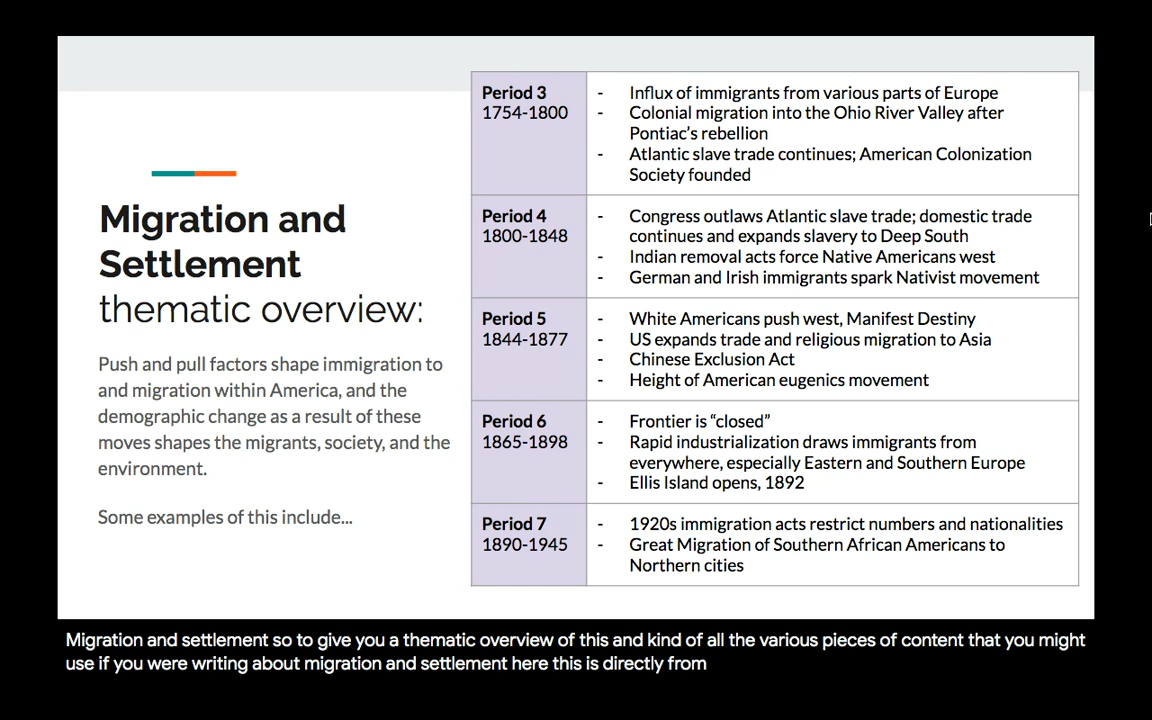 Migration and
Settlement
thematic overview:
Push and pull factors shape immigration to
and migration within America, and the
demographic change as a result of these
moves shapes the migrants, society, and the
environment.
Some examples of this include...
Period 3
1754-1800
- Influx of immigrants from various parts of Europe
- Colonial migration into the Ohio River Valley after
Pontiac's rebellion
- Atlantic slave trade continues; American Colonization
Society founded
Period 4
1800-1848
- Congress outlaws Atlantic slave trade; domestic trade
continues and expands slavery to Deep South
- Indian removal acts force Native Americans west
- German and Irish immigrants spark Nativist movement
Period 5
1844-1877
- White Americans push west, Manifest Destiny
- US expands trade and religious migration to Asia
- Chinese Exclusion Act
- Height of American eugenics movement
Period 6
1865-1898
- Frontier is “closed”
- Rapid industrialization draws immigrants from
everywhere, especially Eastern and Southern Europe
- Ellis Island opens, 1892
Period 7
1890-1945
- 1920s immigration acts restrict numbers and nationalities
- Great Migration of Southern African Americans to
Northern cities
Migration and settlement so to give you a thematic overview of this and kind of all the various pieces of content that you might
use if you were writing about migration and settlement here this is directly from